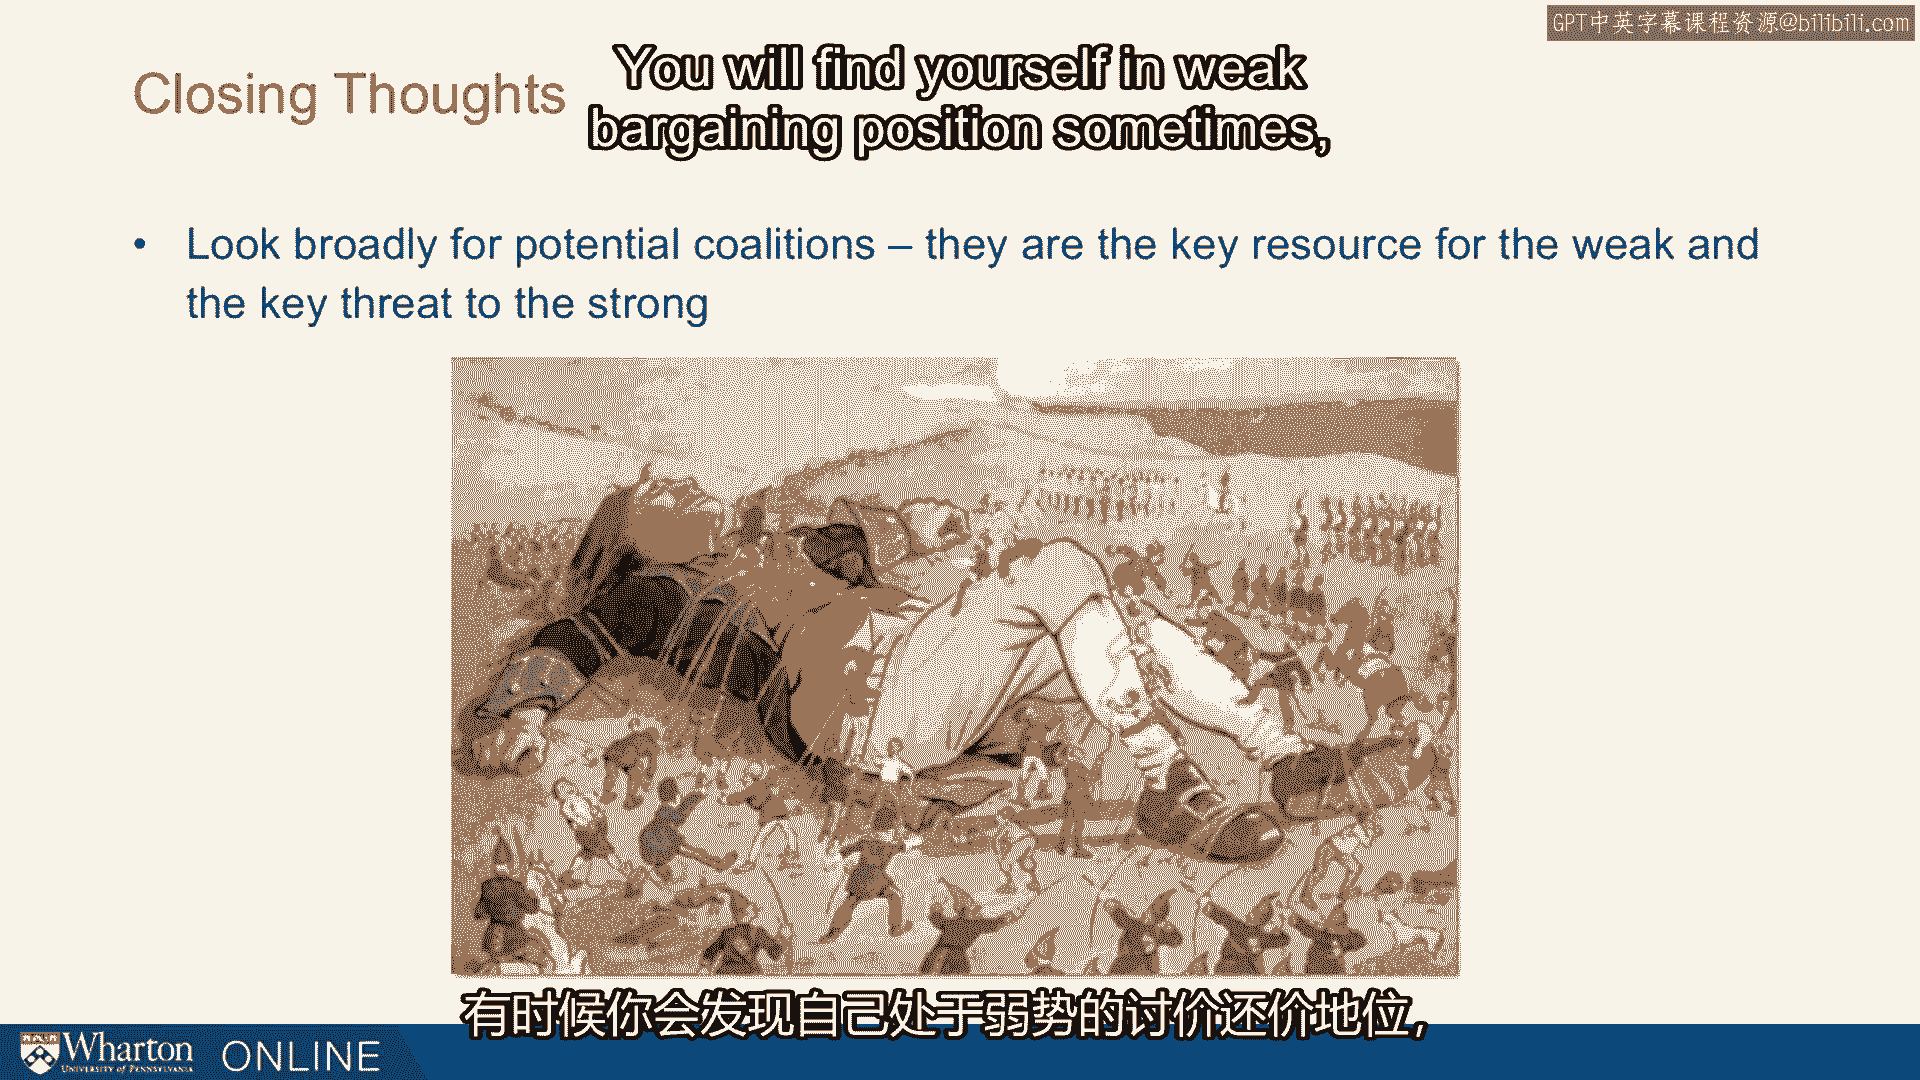 GPT中英字幕课程资源@bilibili.com
You will find yourself in weak
bargaining position sometimes,
Closing Thoughts
• Look broadly for potential coalitions – they are the key resource for the weak and
the key threat to the strong
有时候你会发现自己处于弱势的讨价还价地位，
Wharton
UNIVERSITY of PENNSYLVANIA
ONLINE